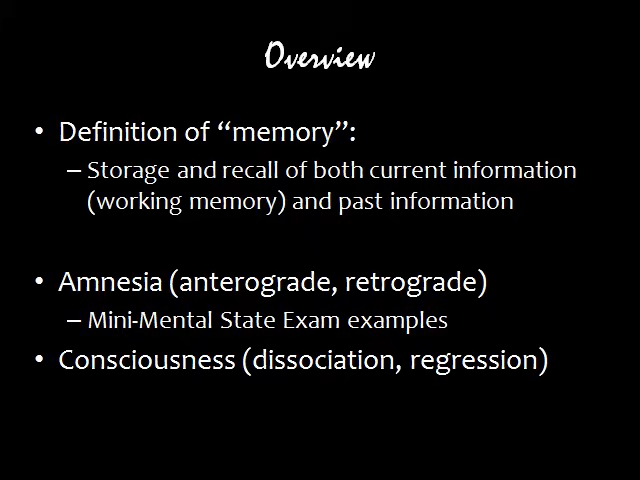 Overview
• Definition of “memory”:
– Storage and recall of both current information
(working memory) and past information
• Amnesia (anterograde, retrograde)
– Mini-Mental State Exam examples
• Consciousness (dissociation, regression)